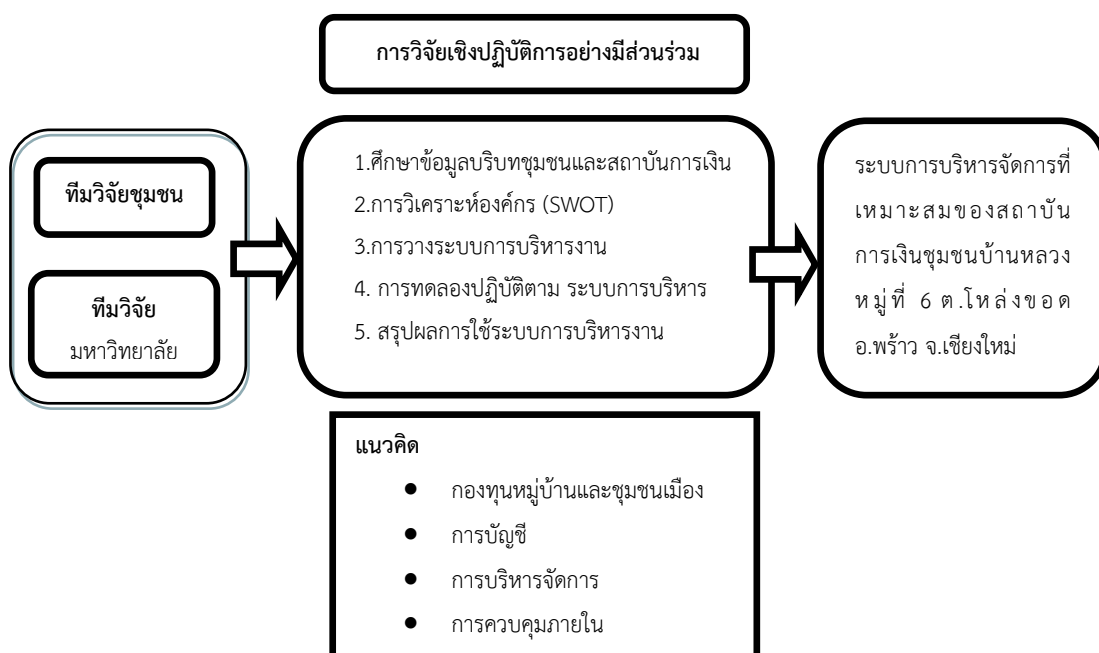 การวิจัยเชิงปฏิบัติการอย่างมีส่วนร่วม
ทีมวิจัยชุมชน
ทีมวิจัย
มหาวิทยาลัย
1.ศึกษาข้อมูลบริบทชุมชนและสถาบันการเงิน
2.การวิเคราะห์องค์กร (SWOT)
3.การวางระบบการบริหารงาน
4. การทดลองปฏิบัติตาม ระบบการบริหาร
5. สรุปผลการใช้ระบบการบริหารงาน
ระบบการบริหารจัดการที่
เหมาะสมของสถาบัน
การเงินชุมชนบ้านหลวง
หมู่ที่ 6 ต.โหล่งขอด
อ.พร้าว จ.เชียงใหม่
แนวคิด
● กองทุนหมู่บ้านและชุมชนเมือง
● การบัญชี
● การบริหารจัดการ
● การควบคุมภายใน